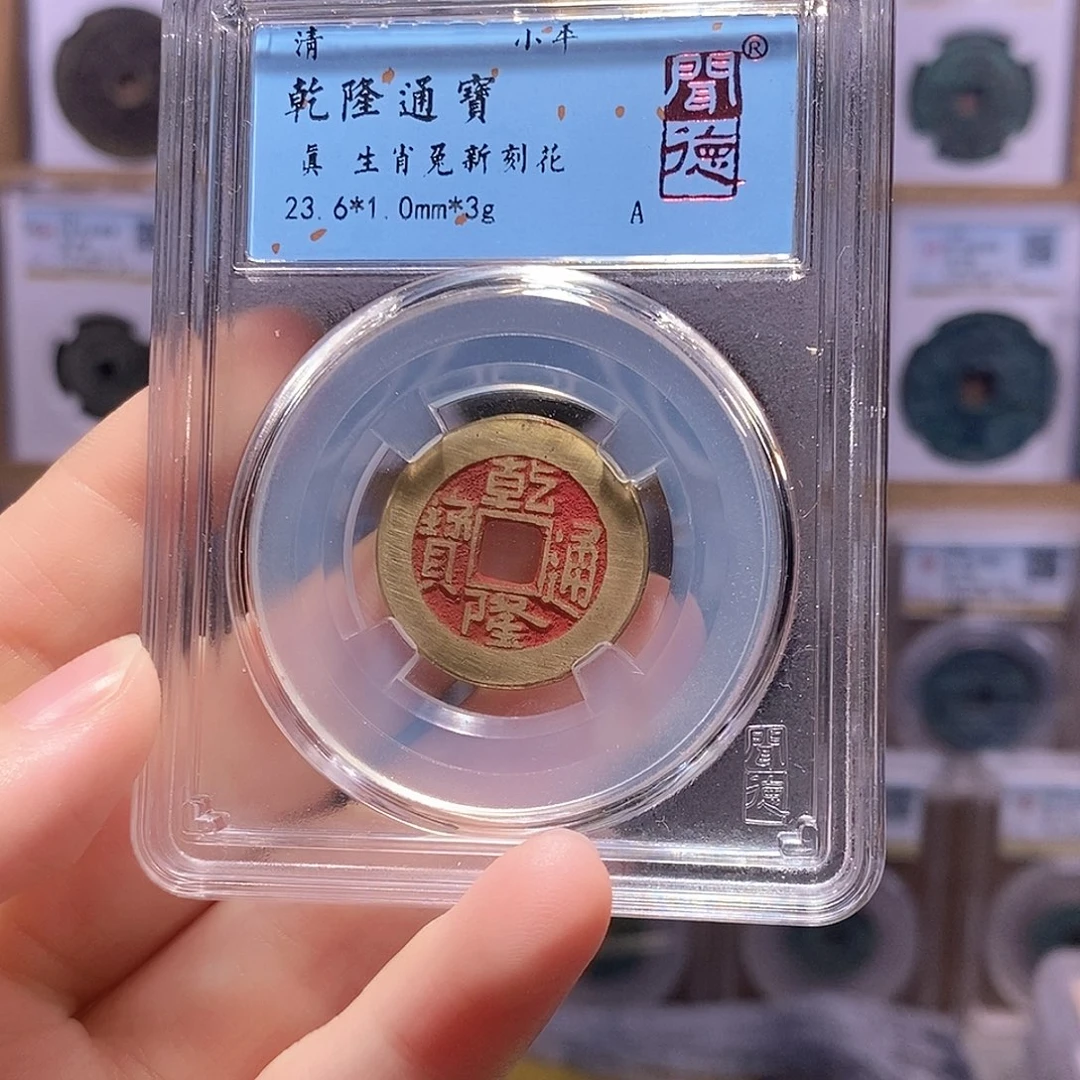 清 小平
乾隆通寶
真 生肖兔新刻花
23.6*1.0mm*3g A
聞德®
乾隆通寶
聞德